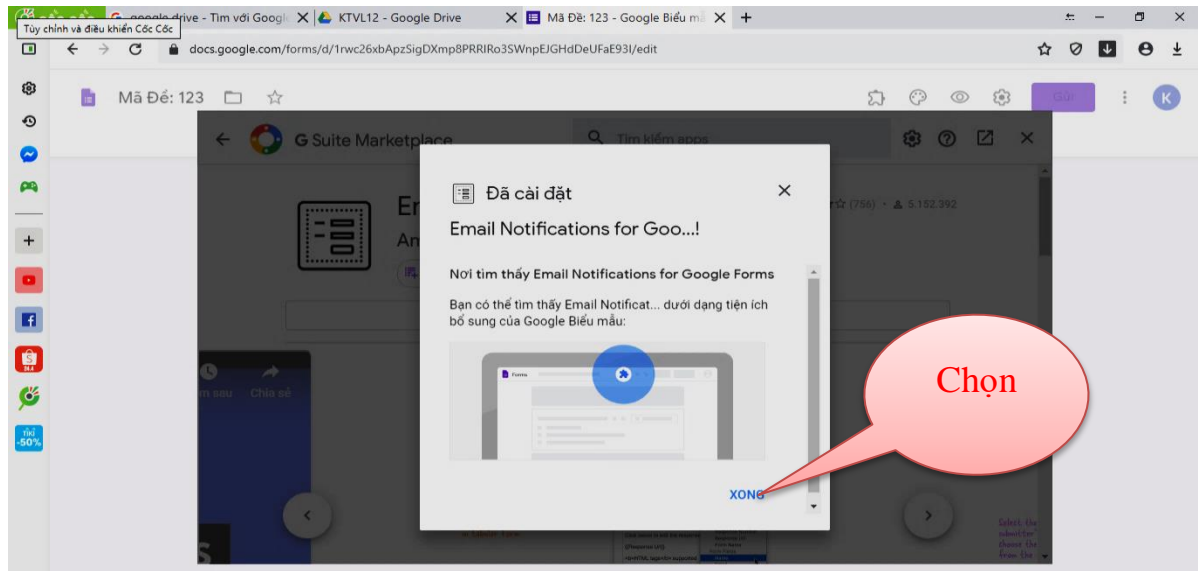 google drive - Tìm với Googl
KTVL12 - Google Drive
Mã Đề: 123 - Google Biểu m
Tùy chỉnh và điều khiển Cốc Cốc
docs.google.com/forms/d/1rwc26xbApzSigDXmp8PRRIRo3SWnpEJGHdDeUFaE93I/edit
Mã Đề: 123
Gửi
K
G Suite Marketplace
Tìm kiếm apps
Đã cài đặt
Er
(756) · 5.152.392
Email Notifications for Goo...!
Am
Nơi tìm thấy Email Notifications for Google Forms
Bạn có thể tìm thấy Email Notificat... dưới dạng tiện ích
bổ sung của Google Biểu mẫu:
Forms
m sau Chia sẻ
Chọn
XONG
TIKI
-50%